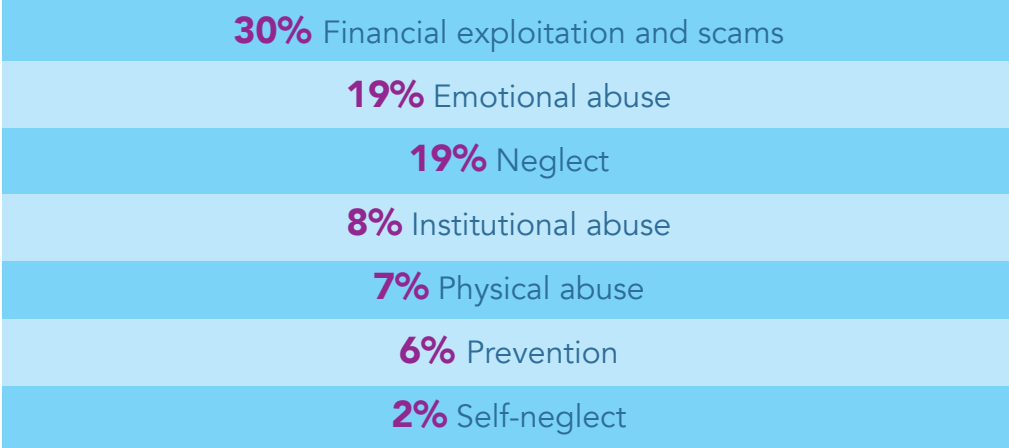 30% Financial exploitation and scams
19% Emotional abuse
19% Neglect
8% Institutional abuse
7% Physical abuse
6% Prevention
2% Self-neglect